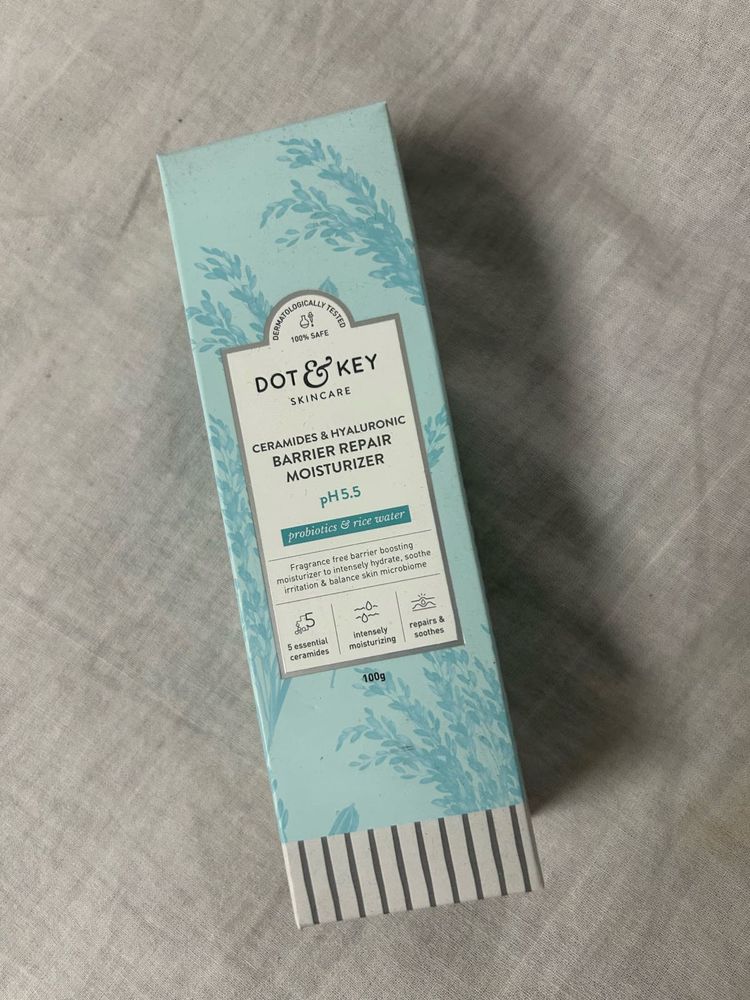 DERMATOLOGICALLY TESTED
100% SAFE
DOT & KEY
SKINCARE
CERAMIDES & HYALURONIC
BARRIER REPAIR
MOISTURIZER
pH 5.5
probiotics & rice water
Fragrance free barrier boosting
moisturizer to intensely hydrate, soothe
irritation & balance skin microbiome
5
5 essential
ceramides
intensely
moisturizing
repairs &
soothes
100g